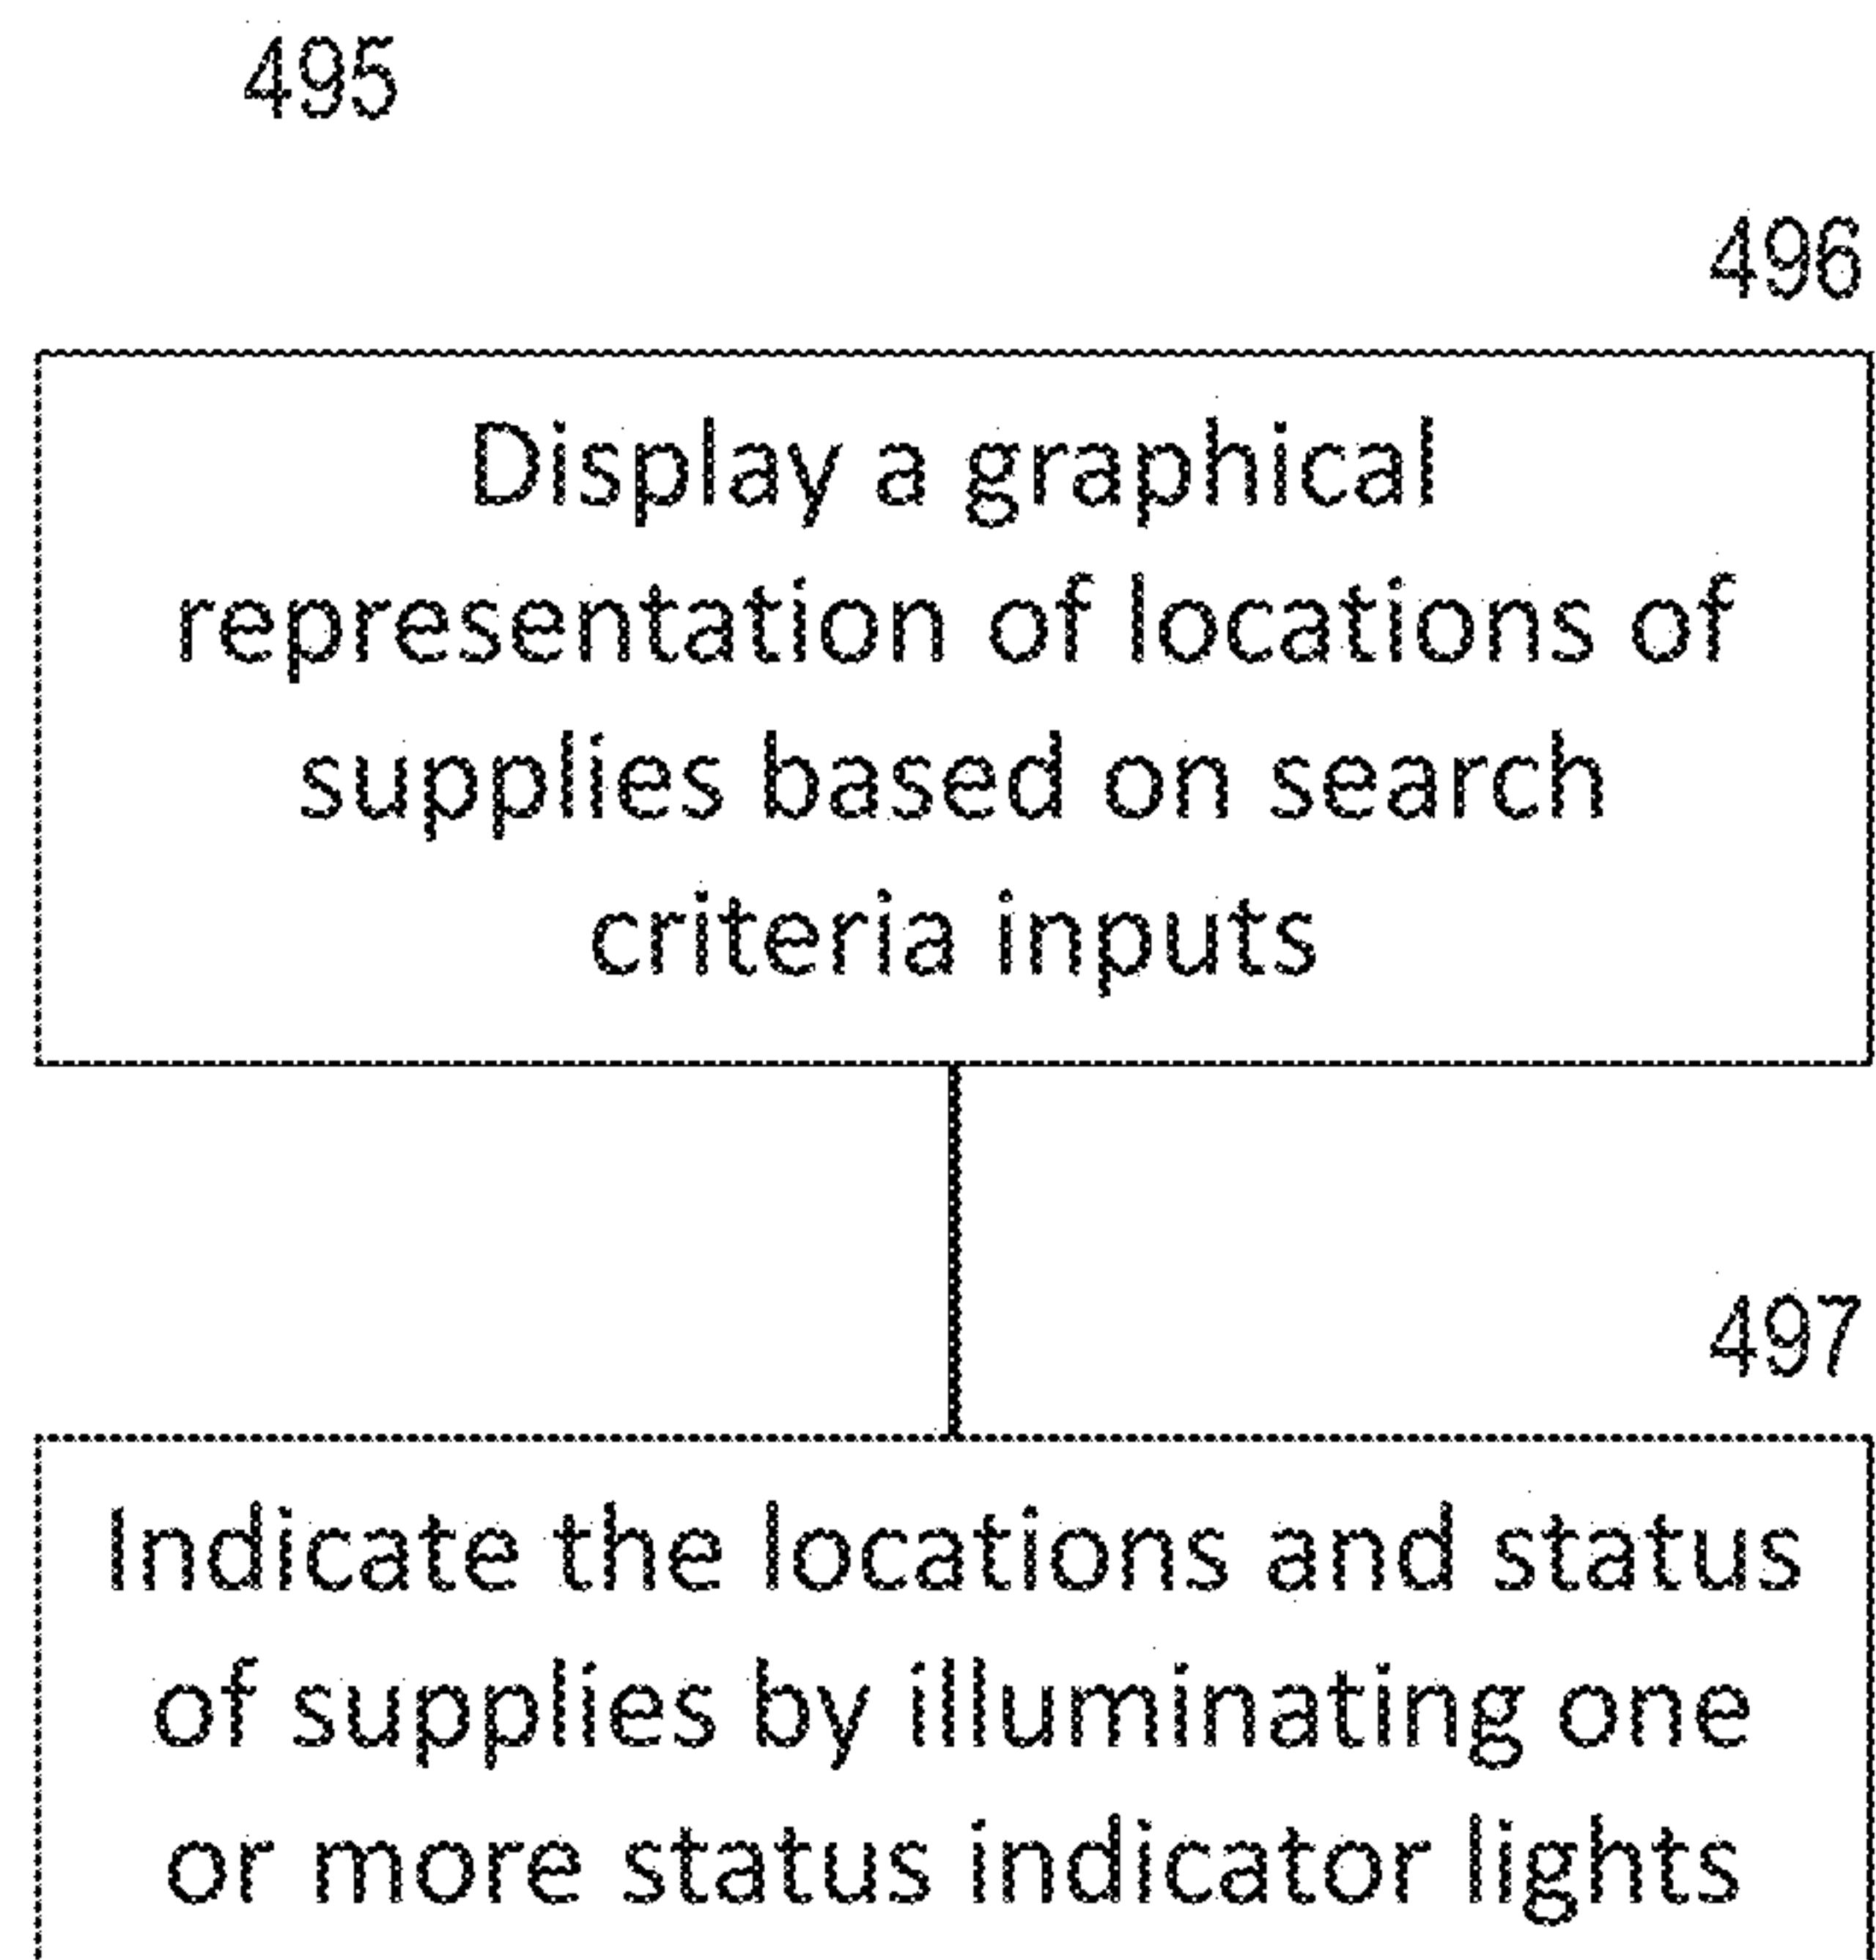 495
496
Display a graphical
representation of locations of
supplies based on search
criteria inputs
497
Indicate the locations and status
of supplies by illuminating one
or more status indicator lights